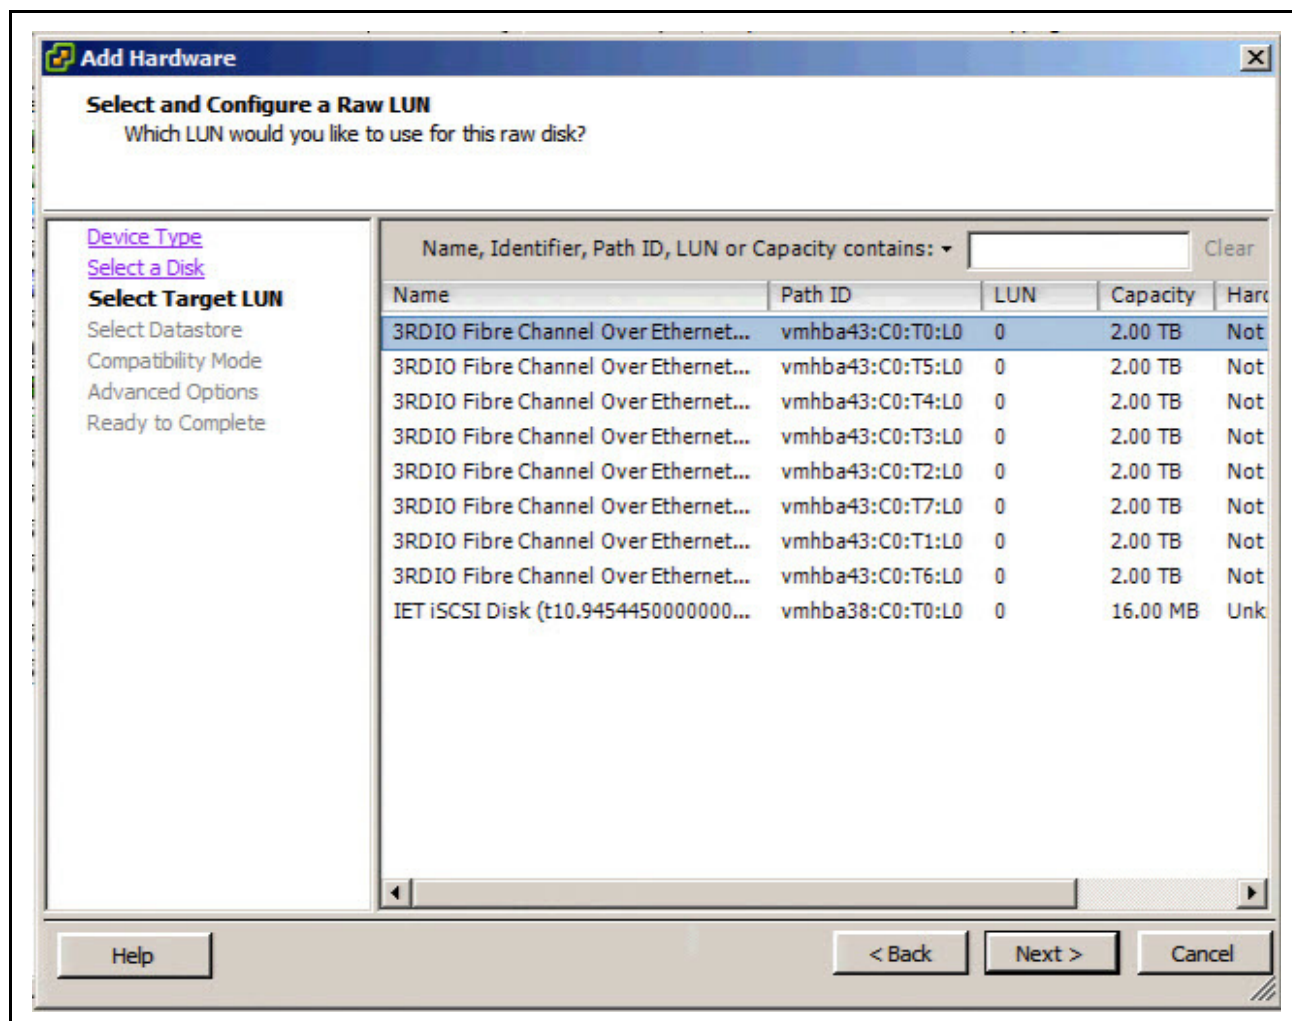 Add Hardware
Select and Configure a Raw LUN
Which LUN would you like to use for this raw disk?
Device Type
Select a Disk
Select Target LUN
Select Datastore
Compatibility Mode
Advanced Options
Ready to Complete
Name, Identifier, Path ID, LUN or Capacity contains: Clear
Name Path ID LUN Capacity Hard
3RDIO Fibre Channel Over Ethernet... vmhba43:C0:T0:L0 0 2.00 TB Not
3RDIO Fibre Channel Over Ethernet... vmhba43:C0:T5:L0 0 2.00 TB Not
3RDIO Fibre Channel Over Ethernet... vmhba43:C0:T4:L0 0 2.00 TB Not
3RDIO Fibre Channel Over Ethernet... vmhba43:C0:T3:L0 0 2.00 TB Not
3RDIO Fibre Channel Over Ethernet... vmhba43:C0:T2:L0 0 2.00 TB Not
3RDIO Fibre Channel Over Ethernet... vmhba43:C0:T7:L0 0 2.00 TB Not
3RDIO Fibre Channel Over Ethernet... vmhba43:C0:T1:L0 0 2.00 TB Not
3RDIO Fibre Channel Over Ethernet... vmhba43:C0:T6:L0 0 2.00 TB Not
IET iSCSI Disk (t10.9454450000000... vmhba38:C0:T0:L0 0 16.00 MB Unk
Help < Back Next > Cancel